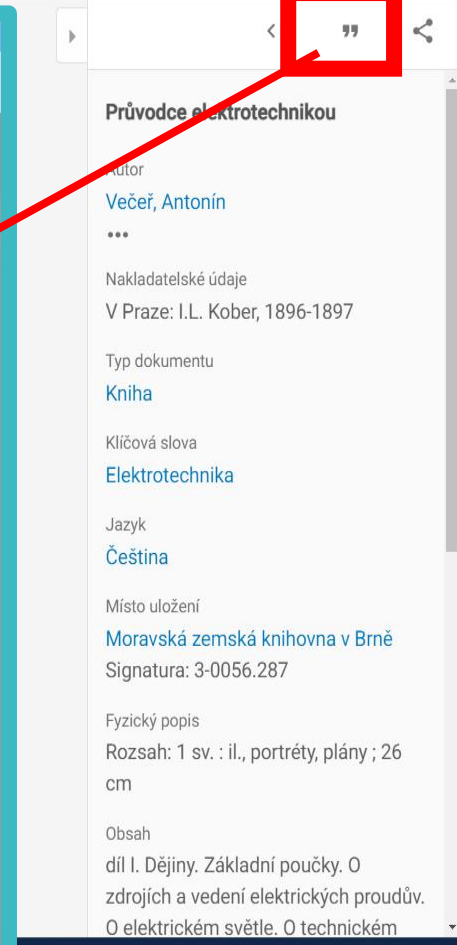 Průvodce elektrotechnikou
Autor
Večeř, Antonín
•••
Nakladatelské údaje
V Praze: I.L. Kober, 1896-1897
Typ dokumentu
Kniha
Klíčová slova
Elektrotechnika
Jazyk
Čeština
Místo uložení
Moravská zemská knihovna v Brně
Signatura: 3-0056.287
Fyzický popis
Rozsah: 1 sv. : il., portréty, plány ; 26
cm
Obsah
díl I. Dějiny. Základní poučky. O
zdrojích a vedení elektrických proudův.
O elektrickém světle. O technickém